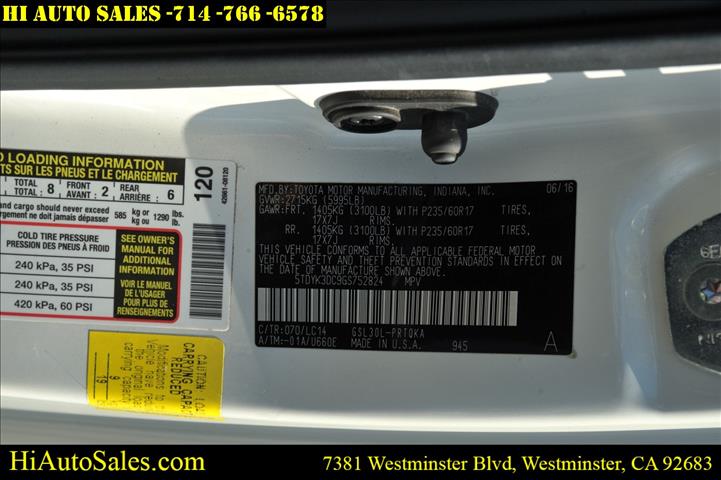 HI AUTO SALES -714 -766 -6578
LOADING INFORMATION
SUR LES PNEUS ET LE CHARGEMENT
TOTAL : 8 FRONT AVANT : 2 REAR ARRIÈRE : 6
and cargo should never exceed
ne doit jamais dépasser 585 kg or kg ou 1290 lbs. lb.
120
42661-08120
COLD TIRE PRESSURE
PRESSION DES PNEUS À FROID
240 kPa, 35 PSI
240 kPa, 35 PSI
420 kPa, 60 PSI
SEE OWNER'S
MANUAL FOR
ADDITIONAL
INFORMATION
VOIR LE MANUEL
DE L'USAGER
POUR PLUS DE
RENSEIGNEMENTS
MFD.BY:TOYOTA MOTOR MANUFACTURING, INDIANA, INC. 06/16
GVWR:2715KG (5995LB)
GAWR:FRT. 1405KG (3100LB) WITH P235/60R17 TIRES,
17X7J RIMS,
RR. 1405KG (3100LB) WITH P235/60R17 TIRES,
17X7J RIMS.
THIS VEHICLE CONFORMS TO ALL APPLICABLE FEDERAL MOTOR
VEHICLE SAFETY AND THEFT PREVENTION STANDARDS IN EFFECT
ON THE DATE OF MANUFACTURE SHOWN ABOVE.
5TDYK3DC9GS752824 MPV
C/TR:070/LC14 GSL30L-PRTQKA
A/TM:-01A/U660E MADE IN U.S.A. 945 A
CARRYING CAPACITY
REDUCED
HiAutoSales.com
7381 Westminster Blvd, Westminster, CA 92683